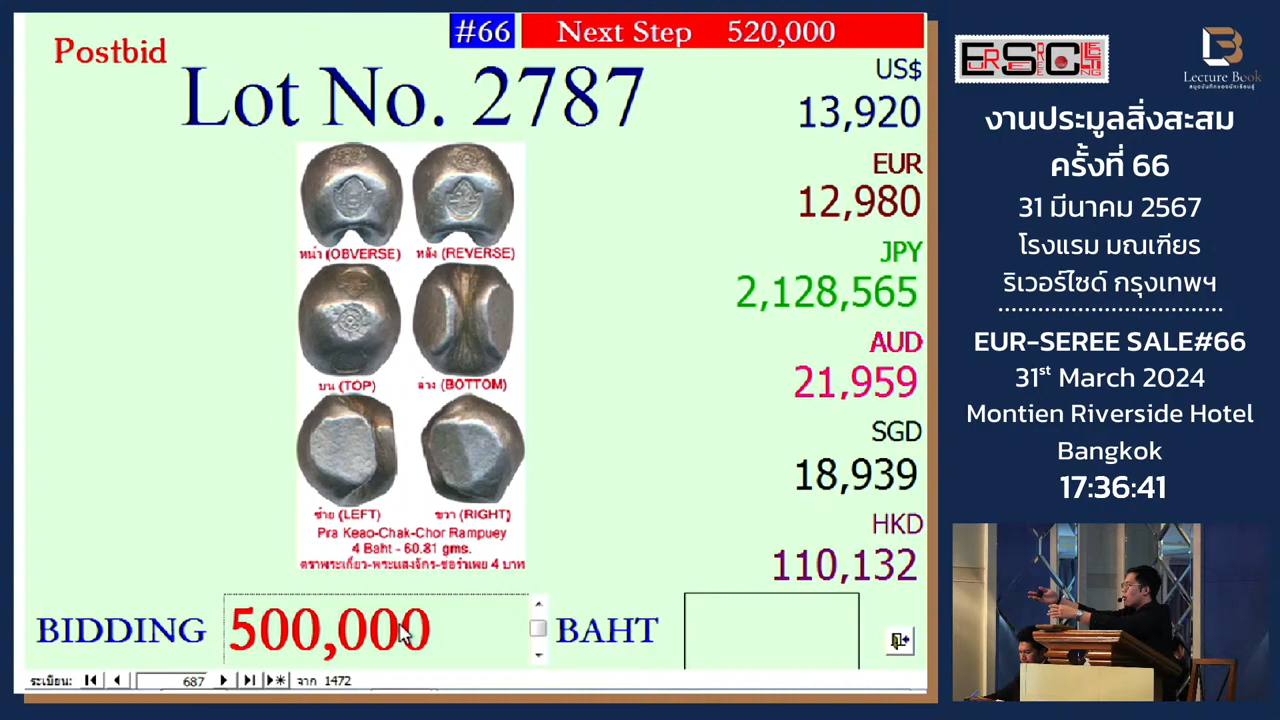 Postbid
#66
Next Step 520,000
Lot No. 2787
US$
13,920
EUR
12,980
JPY
2,128,565
AUD
21,959
SGD
18,939
HKD
110,132
หน้า (OBVERSE) หลัง (REVERSE)
บน (TOP) ล่าง (BOTTOM)
ซ้าย (LEFT) ขวา (RIGHT)
Pra Keao-Chak-Chor Rampuey
4 Baht - 60.81 gms.
ตราพระเกี้ยว-พระแสงจักร-ช่อรำเพย 4 บาท
BIDDING 500,000 BAHT
ระเบียน: 687 จาก 1472
Lecture Book
งานประมูลสิ่งสะสม
ครั้งที่ 66
31 มีนาคม 2567
โรงแรม มณเฑียร
ริเวอร์ไซด์ กรุงเทพฯ
EUR-SEREE SALE#66
31st March 2024
Montien Riverside Hotel
Bangkok
17:36:41